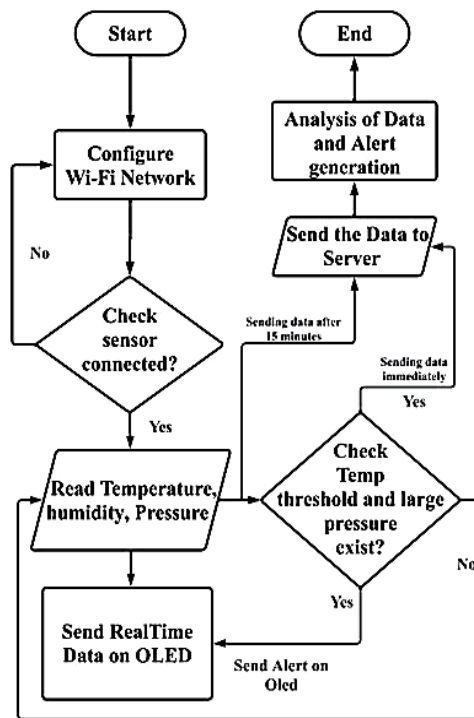 Start
End
Configure
Wi-Fi Network
Analysis of Data
and Alert
generation
No
Send the Data to
Server
Check
sensor
connected?
Sending data after
15 minutes
Sending data
immediately
Yes
Yes
Read Temperature,
humidity, Pressure
Check
Temp
threshold and large
pressure
exist?
No
Yes
Send RealTime
Data on OLED
Send Alert on
Oled